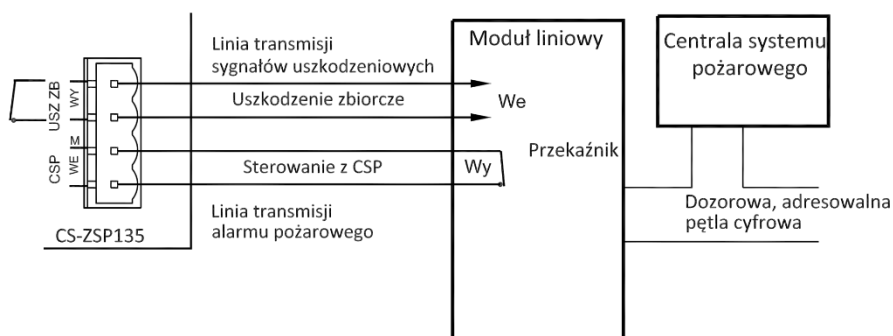 Linia transmisji
sygnałów uszkodzeniowych
Uszkodzenie zbiorcze
USZ ZB
WY
CSP
WE
M
Sterowanie z CSP
Linia transmisji
alarmu pożarowego
CS-ZSP135
Moduł liniowy
We
Przekaźnik
Wy
Centrala systemu
pożarowego
Dozorowa, adresowalna
pętla cyfrowa